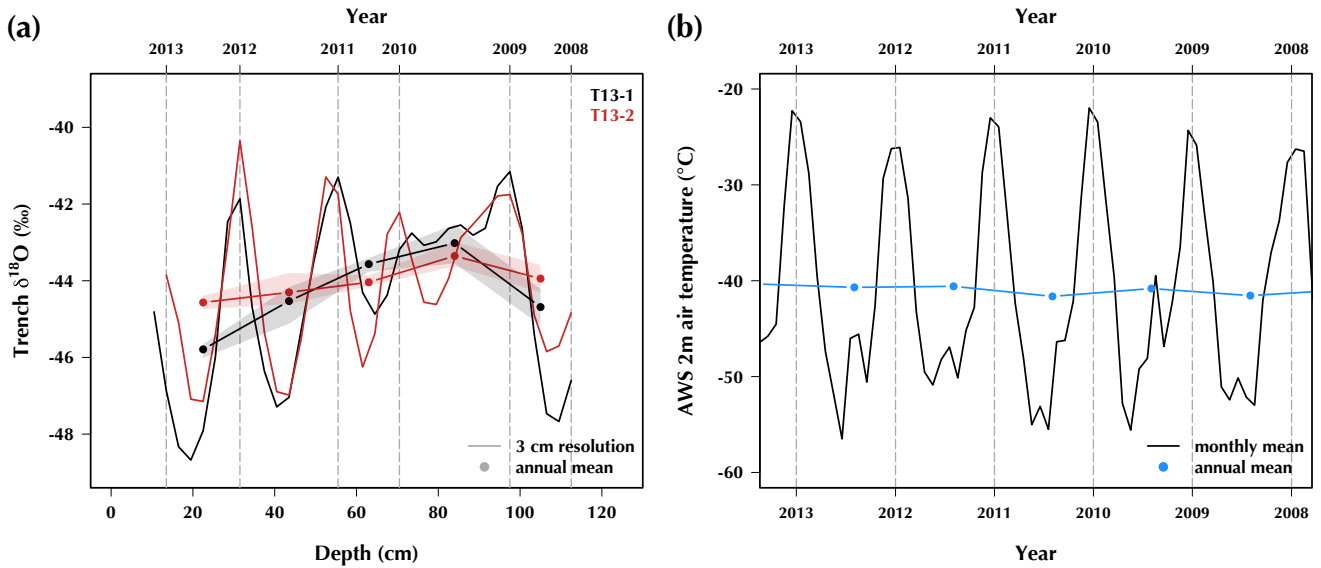 (a)
Year
2013 2012 2011 2010 2009 2008
T13-1
T13-2
-40
-42
-44
-46
-48
Trench δ18O (‰)
3 cm resolution
annual mean
0 20 40 60 80 100 120
Depth (cm)
(b)
Year
2013 2012 2011 2010 2009 2008
-20
-30
-40
-50
-60
AWS 2m air temperature (°C)
monthly mean
annual mean
2013 2012 2011 2010 2009 2008
Year